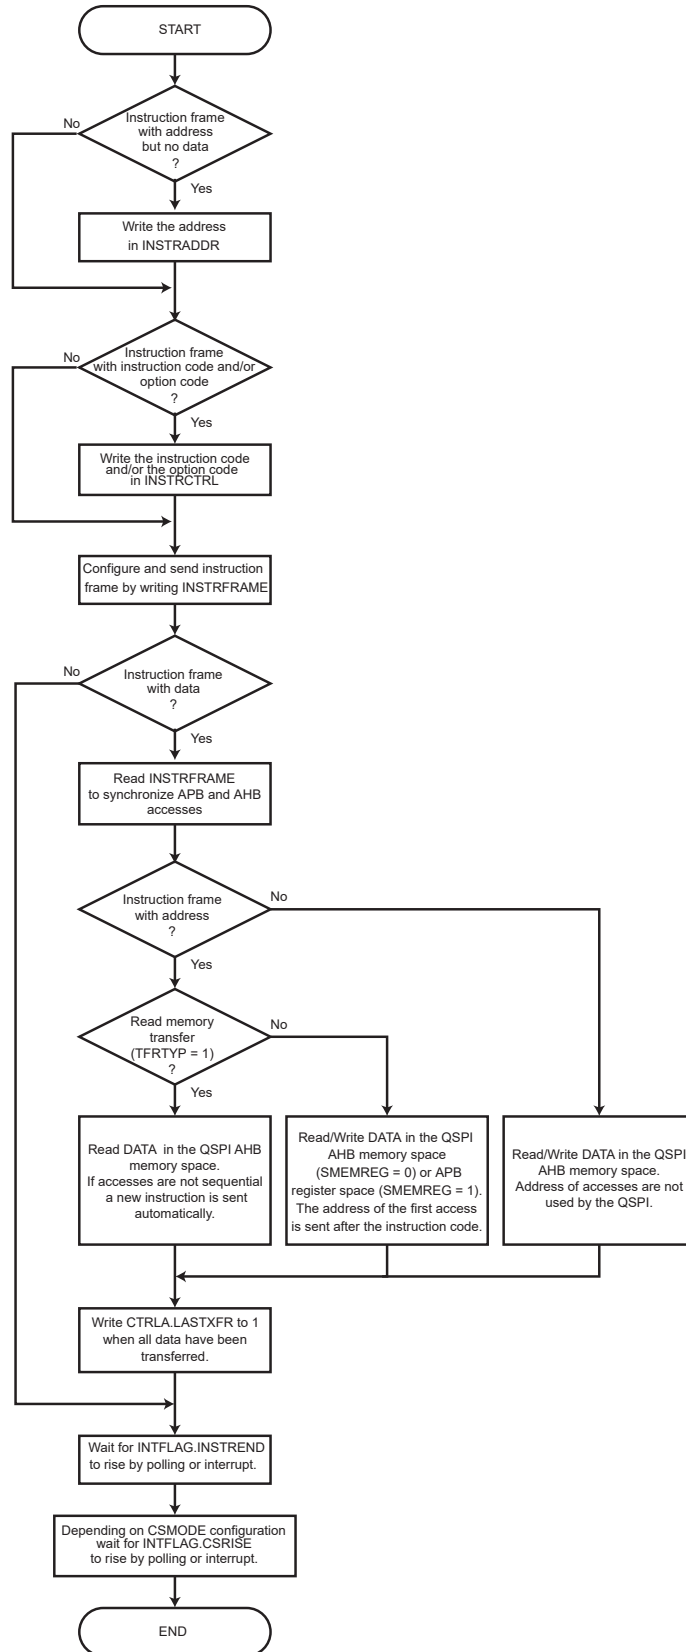 START
No
Instruction frame
with address
but no data
?
Yes
Write the address
in INSTRADDR
No
Instruction frame
with instruction code and/or
option code
?
Yes
Write the instruction code
and/or the option code
in INSTRCTRL
Configure and send instruction
frame by writing INSTRFRAME
No
Instruction frame
with data
?
Yes
Read INSTRFRAME
to synchronize APB and AHB
accesses
Instruction frame
with address
?
No
Yes
Read memory
transfer
(TFRTYP = 1)
?
No
Yes
Read DATA in the QSPI AHB
memory space.
If accesses are not sequential
a new instruction is sent
automatically.
Read/Write DATA in the QSPI
AHB memory space
(SMEMREG = 0) or APB
register space (SMEMREG = 1).
The address of the first access
is sent after the instruction code.
Read/Write DATA in the QSPI
AHB memory space.
Address of accesses are not
used by the QSPI.
Write CTRLA.LASTXFR to 1
when all data have been
transferred.
Wait for INTFLAG.INSTREND
to rise by polling or interrupt.
Depending on CSMODE configuration
wait for INTFLAG.CSRISE
to rise by polling or interrupt.
END